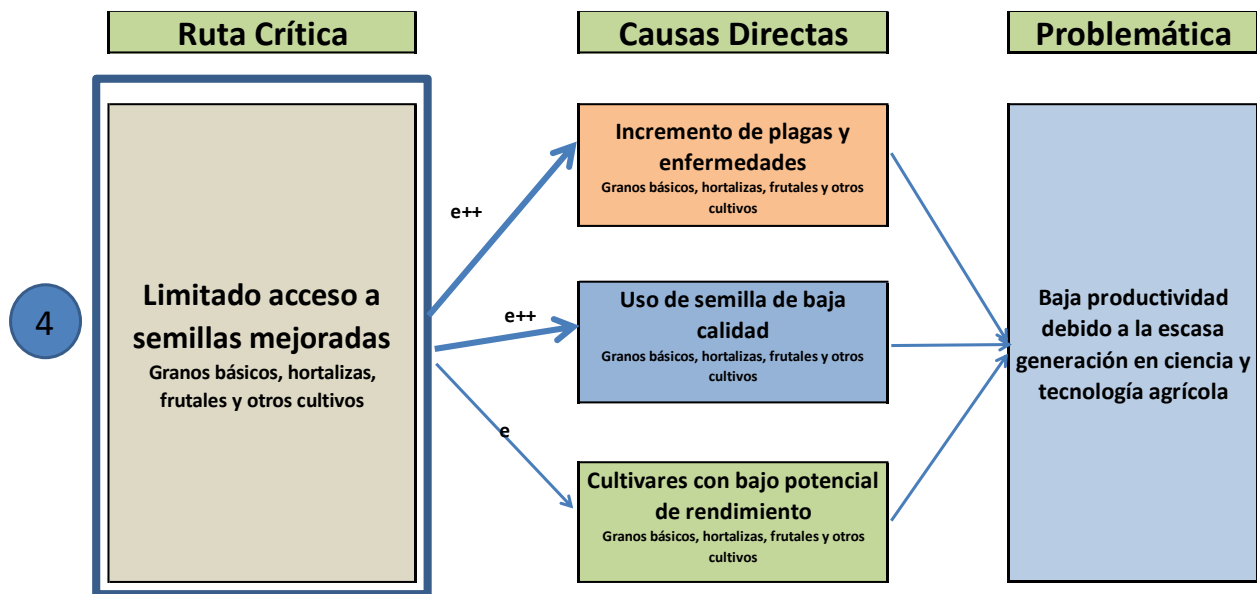 Ruta Crítica
Causas Directas
Problemática
4
Limitado acceso a
semillas mejoradas
Granos básicos, hortalizas,
frutales y otros cultivos
e++
e++
e
Incremento de plagas y
enfermedades
Granos básicos, hortalizas, frutales y otros
cultivos
Uso de semilla de baja
calidad
Granos básicos, hortalizas, frutales y otros
cultivos
Cultivares con bajo potencial
de rendimiento
Granos básicos, hortalizas, frutales y otros
cultivos
Baja productividad
debido a la escasa
generación en ciencia y
tecnología agrícola